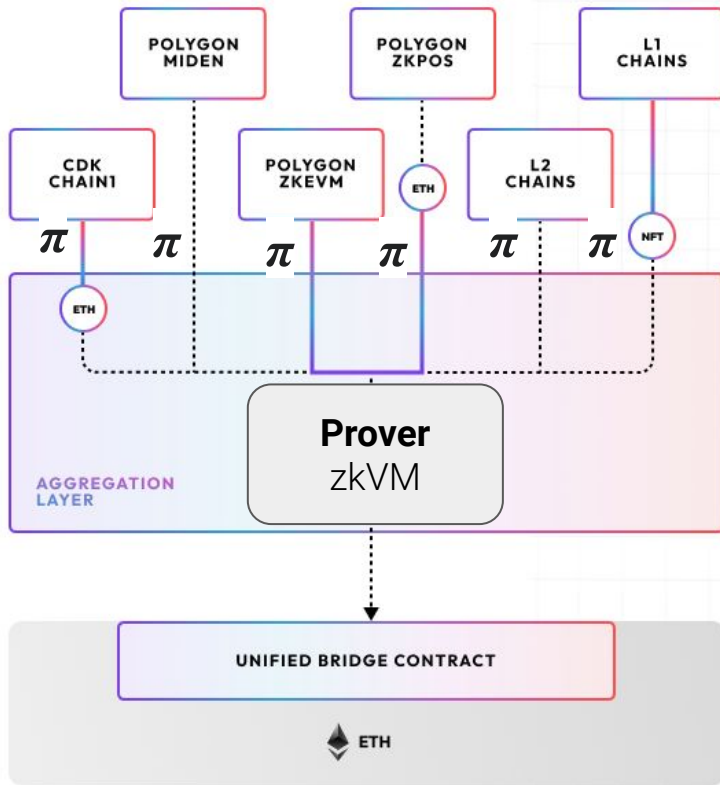 POLYGON
MIDEN
POLYGON
ZKPOS
L1
CHAINS
CDK
CHAIN1
POLYGON
ZKEVM
ETH
L2
CHAINS
π
π
π
π
π
π
NFT
ETH
Prover
zkVM
AGGREGATION
LAYER
UNIFIED BRIDGE CONTRACT
ETH